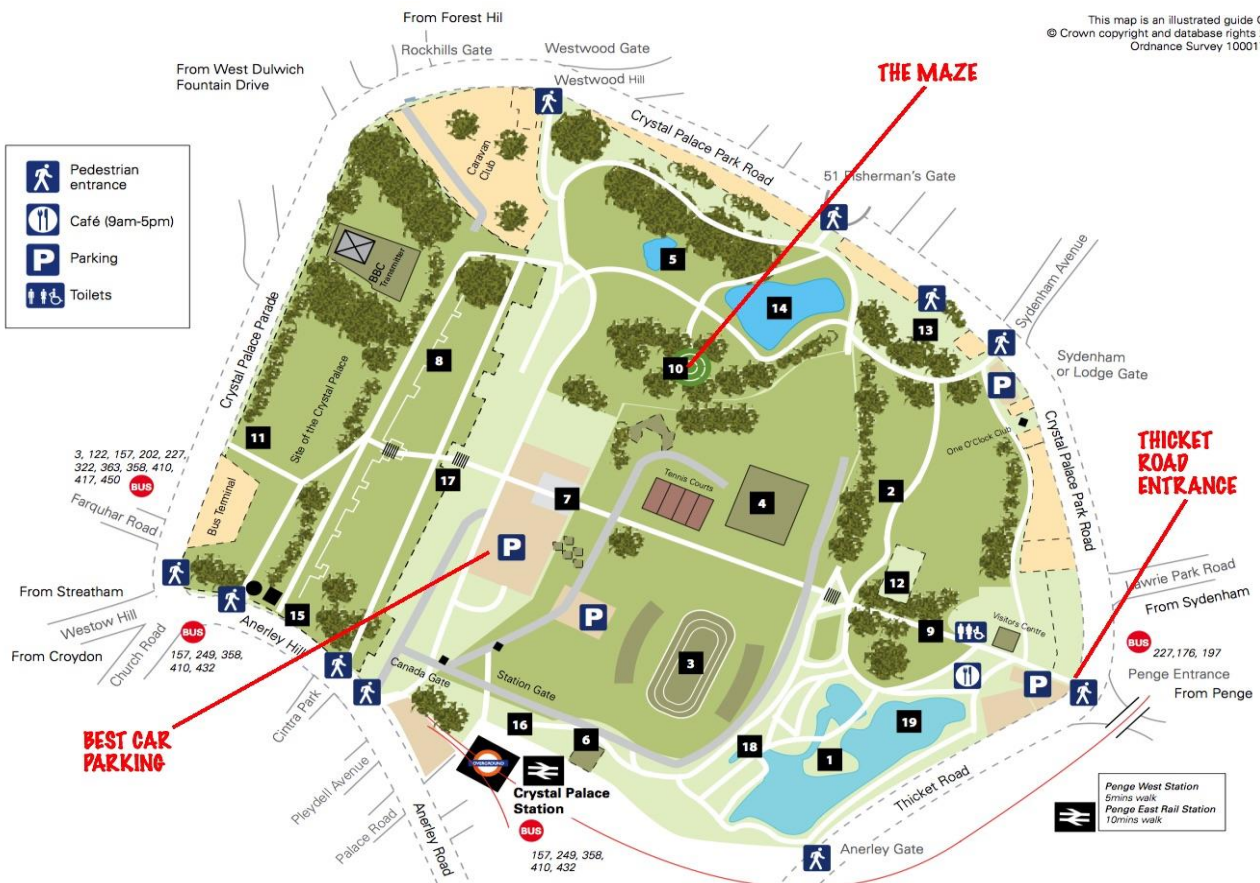 From Forest Hil
Rockhills Gate
Westwood Gate
Westwood Hill
This map is an illustrated guide
© Crown copyright and database rights
Ordnance Survey 10001
From West Dulwich
Fountain Drive
THE MAZE
Crystal Palace Park Road
51 Fisherman's Gate
Pedestrian
entrance
Café (9am-5pm)
P
Parking
Toilets
Caravan
Club
BBC
Transmitter
5
14
13
Sydenham Avenue
Sydenham
or Lodge Gate
P
Crystal Palace Parade
8
10
Site of the Crystal Palace
11
One O'Clock Club
Crystal Palace Park Road
THICKET
ROAD
ENTRANCE
3, 122, 157, 202, 227,
322, 363, 358, 410,
417, 450
BUS
Farquhar Road
Bus Terminal
17
7
Tennis Courts
4
2
P
12
Lawrie Park Road
From Sydenham
From Streatham
Westow Hill
From Croydon
Church Road
BUS
157, 249, 358,
410, 432
15
Anerley Hill
P
3
9
Visitors Centre
BUS
227,176, 197
Penge Entrance
From Penge
P
Cintra Park
Canada Gate
Station Gate
BEST CAR
PARKING
16
6
18
1
19
Thicket Road
OVERGROUND
Crystal Palace
Station
Pleydell Avenue
Palace Road
Anerley Road
BUS
157, 249, 358,
410, 432
Anerley Gate
Penge West Station
5mins walk
Penge East Rail Station
10mins walk